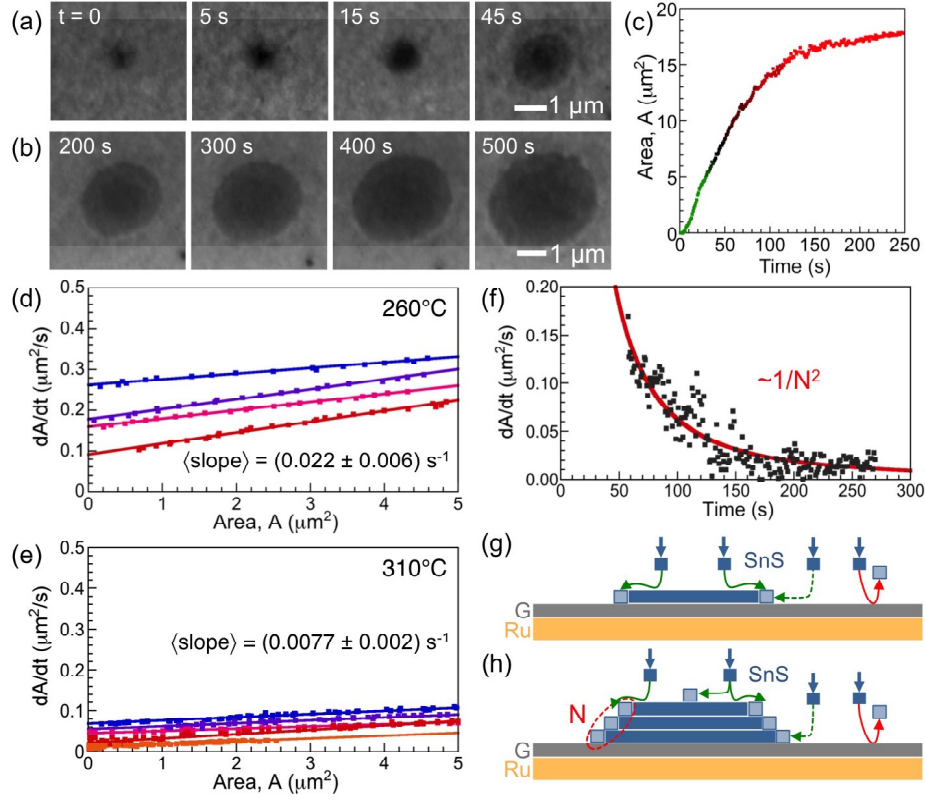 (a)
t = 0
5 s
15 s
45 s
1 μm
(b)
200 s
300 s
400 s
500 s
1 μm
(c)
20
15
10
5
0
Area, A (μm²)
0 50 100 150 200 250
Time (s)
(d)
0.5
0.4
0.3
0.2
0.1
0
dA/dt (μm²/s)
260°C
⟨slope⟩ = (0.022 ± 0.006) s⁻¹
0 1 2 3 4 5
Area, A (μm²)
(e)
0.5
0.4
0.3
0.2
0.1
0
dA/dt (μm²/s)
310°C
⟨slope⟩ = (0.0077 ± 0.002) s⁻¹
0 1 2 3 4 5
Area, A (μm²)
(f)
0.20
0.15
0.10
0.05
0.00
dA/dt (μm²/s)
~1/N²
0 50 100 150 200 250 300
Time (s)
(g)
SnS
G
Ru
(h)
SnS
N
G
Ru